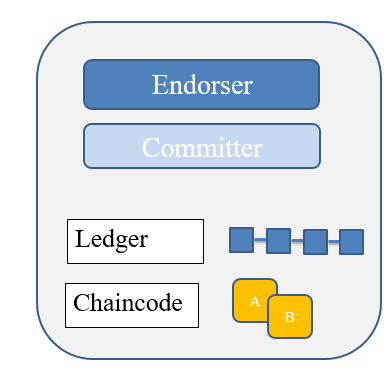 Endorser
Committer
Ledger
Chaincode
A
B